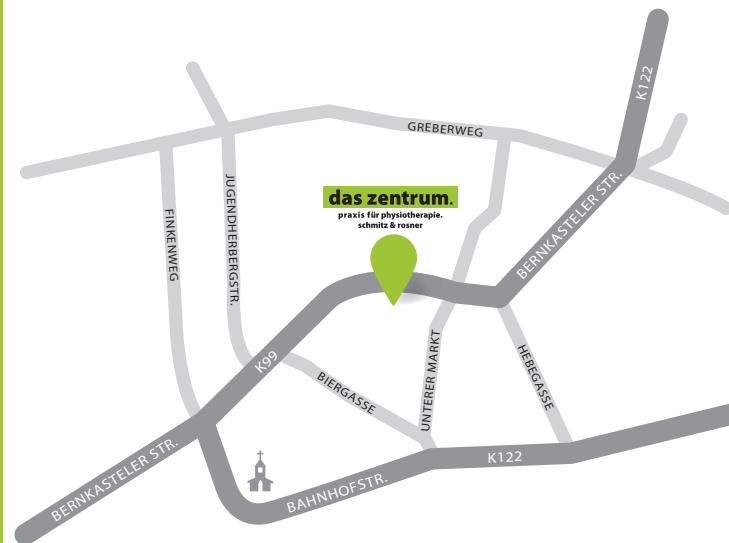 K122
GREBERWEG
das zentrum.
praxis für physiotherapie.
schmitz & rosner
JUGENDHERBERGSTR.
FINKENWEG
BERNKASTELER STR.
K99
BIERGASSE
UNTERER MARKT
HEBEGASSE
BERNKASTELER STR.
BAHNHOFSTR.
K122